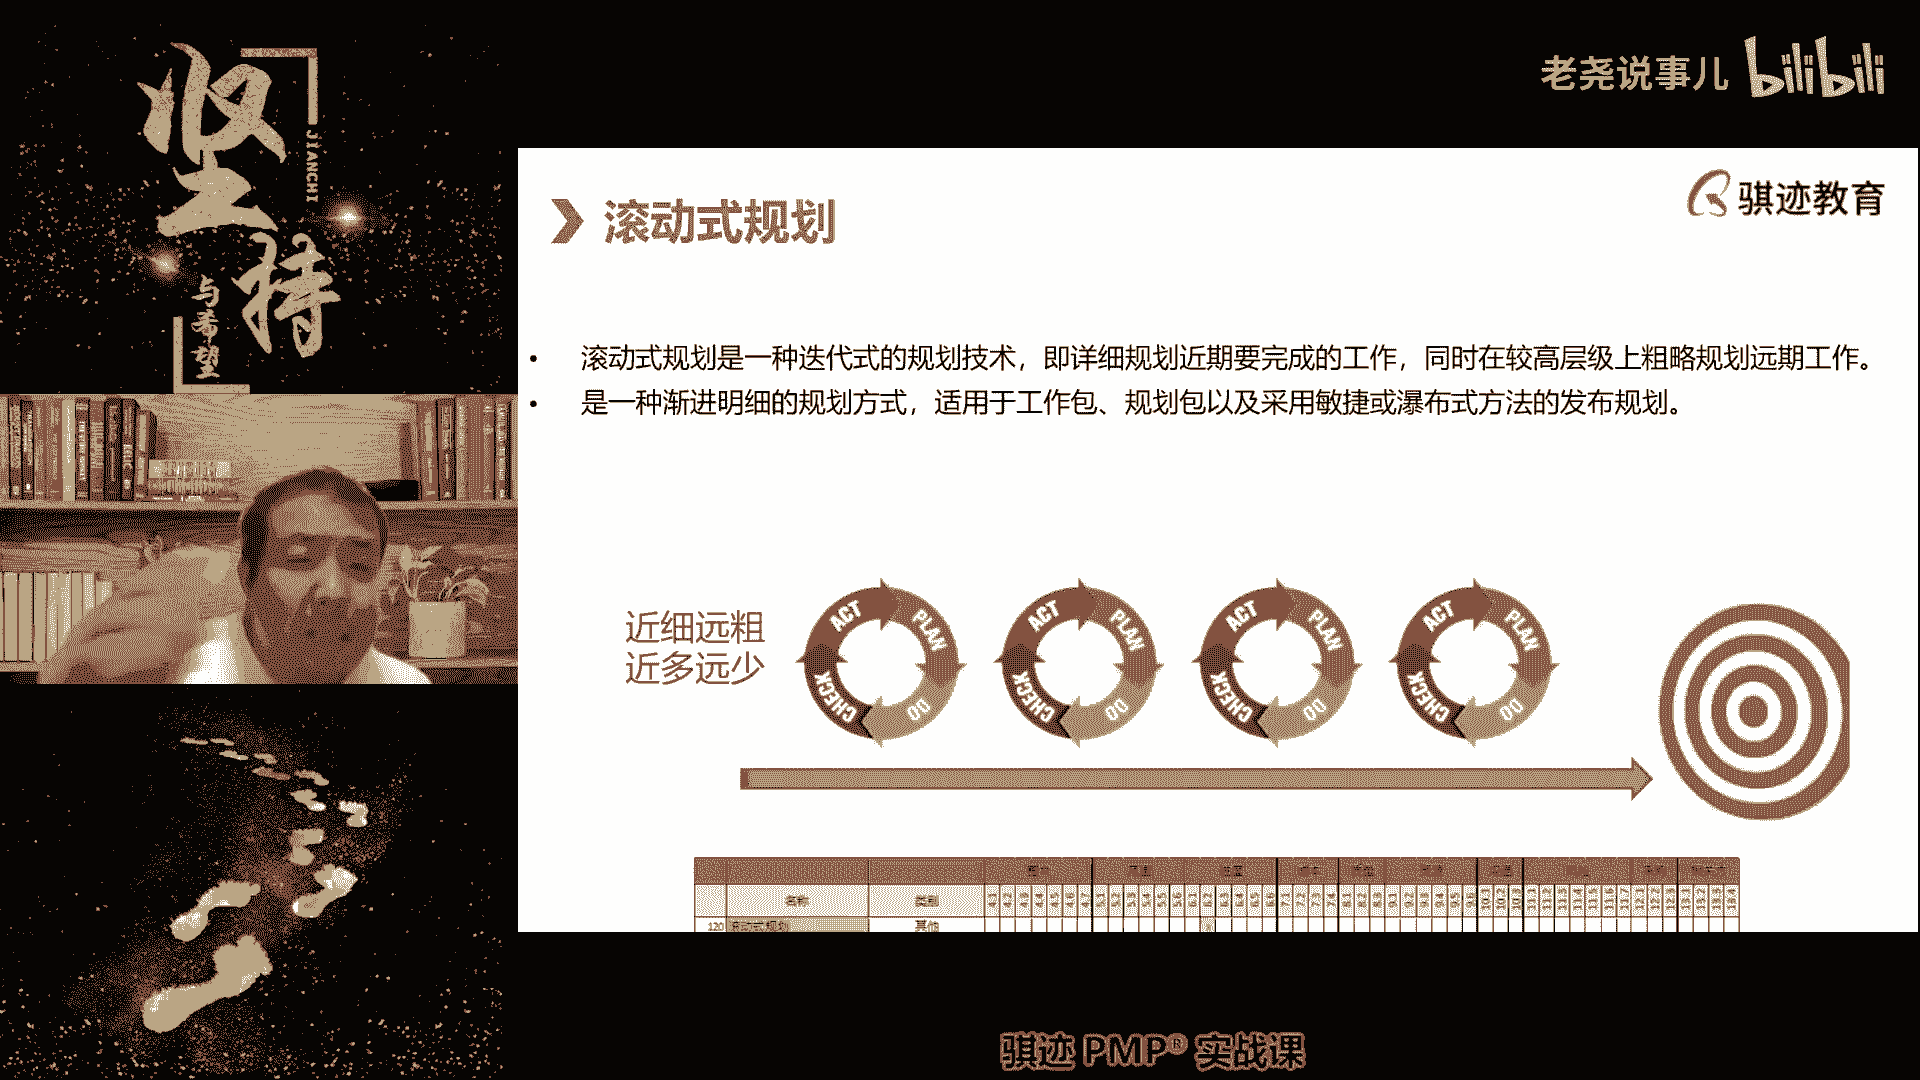 坚持
JIANCHI
与希望
老尧说事儿 bilibili
骐迹教育
滚动式规划
• 滚动式规划是一种迭代式的规划技术，即详细规划近期要完成的工作，同时在较高层级上粗略规划远期工作。
• 是一种渐进明细的规划方式，适用于工作包、规划包以及采用敏捷或瀑布式方法的发布规划。
近细远粗
近多远少
ACT PLAN DO CHECK
ACT PLAN DO CHECK
ACT PLAN DO CHECK
ACT PLAN DO CHECK
名称 类别
120 滚动式规划 其他
骐迹 PMP® 实战课